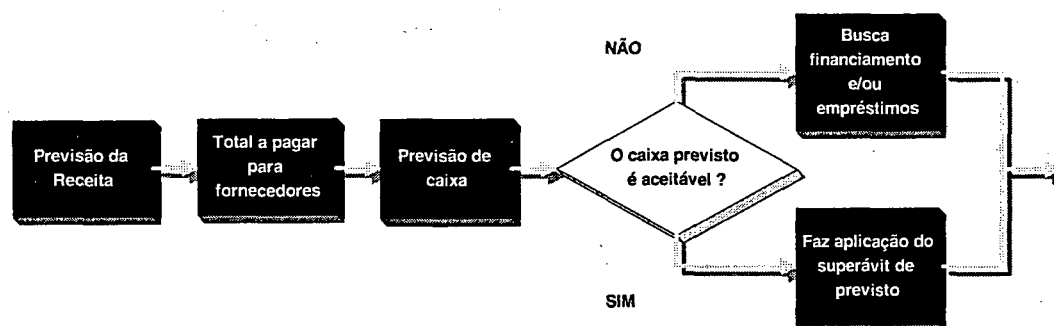 Previsão da
Receita
Total a pagar
para
fornecedores
Previsão de
caixa
O caixa previsto
é aceitável ?
NÃO
Busca
financiamento
e/ou
empréstimos
SIM
Faz aplicação do
superávit de
previsto